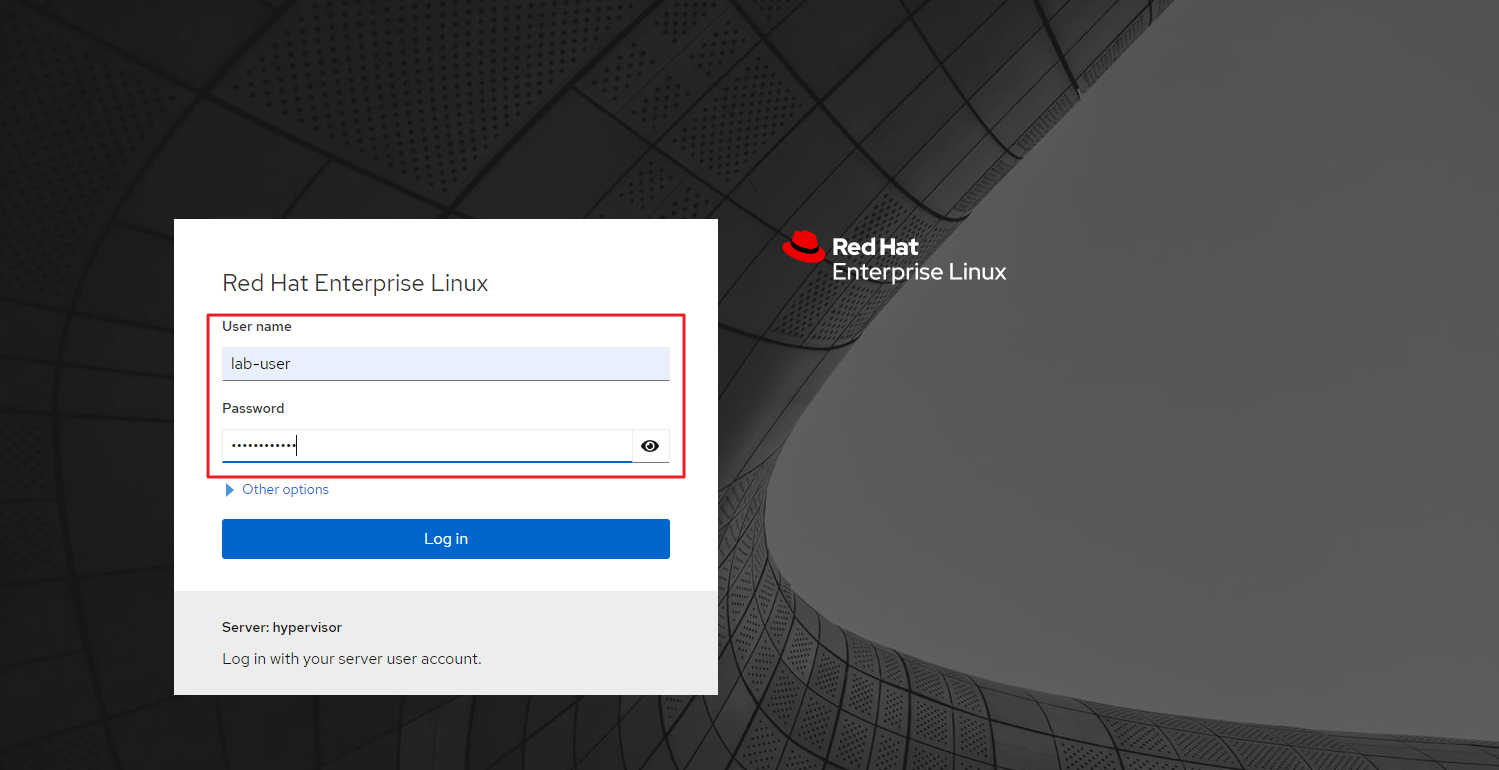 Red Hat Enterprise Linux
User name
lab-user
Password
••••••••••••
Other options
Log in
Server: hypervisor
Log in with your server user account.
Red Hat
Enterprise Linux